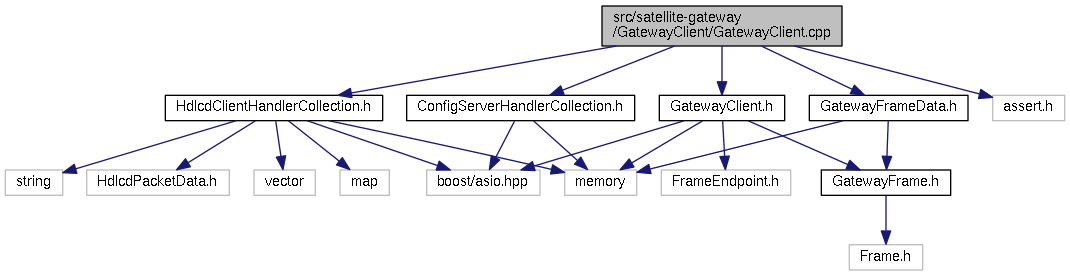 src/satellite-gateway
/GatewayClient/GatewayClient.cpp
HdlcdClientHandlerCollection.h
ConfigServerHandlerCollection.h
GatewayClient.h
GatewayFrameData.h
assert.h
string
HdlcdPacketData.h
vector
map
boost/asio.hpp
memory
FrameEndpoint.h
GatewayFrame.h
Frame.h